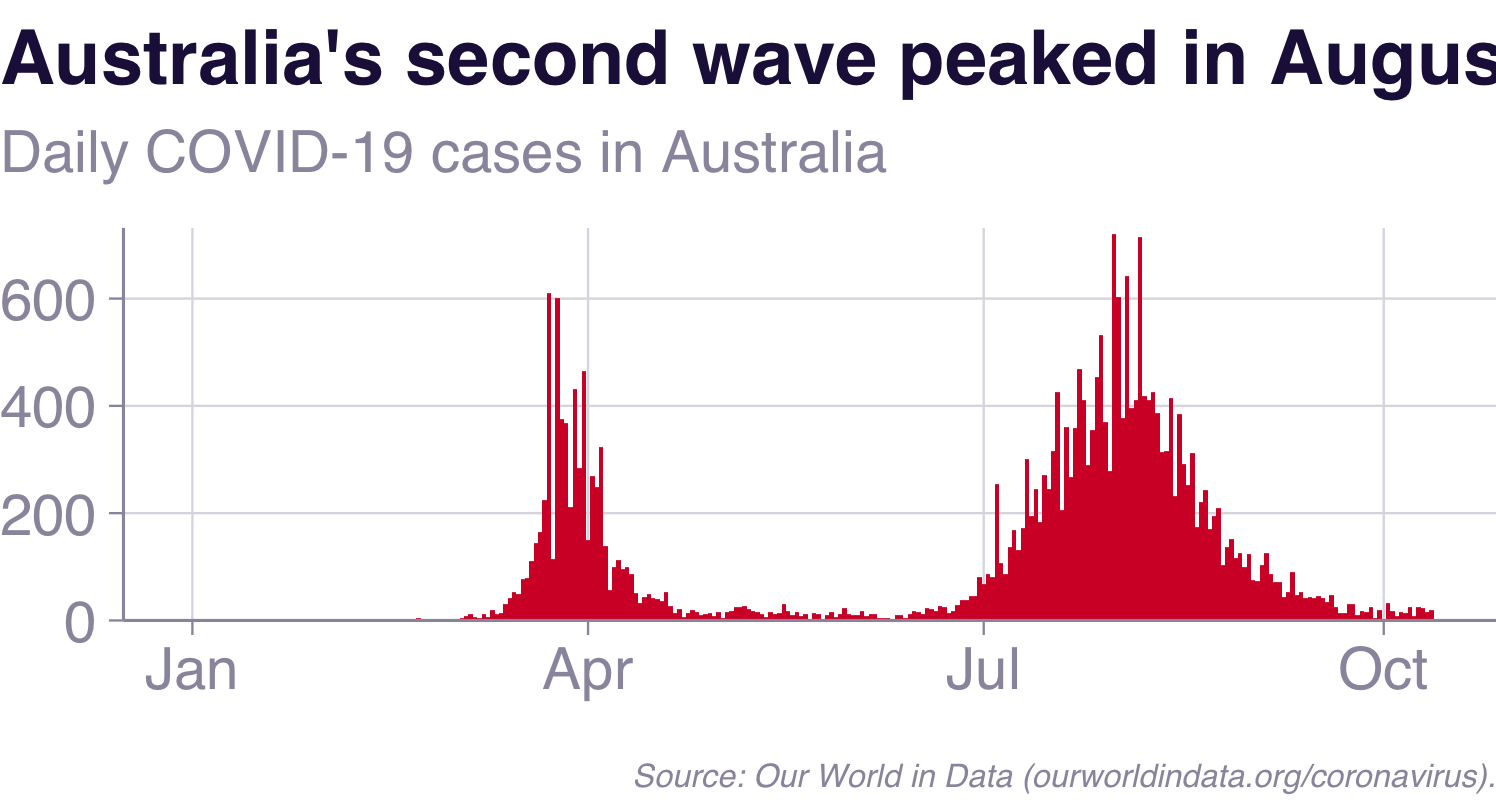 Australia's second wave peaked in Augus
Daily COVID-19 cases in Australia
600
400
200
0
Jan Apr Jul Oct
Source: Our World in Data (ourworldindata.org/coronavirus).